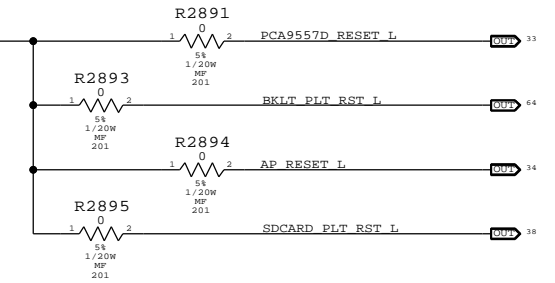 R2891
0
1 2 PCA9557D_RESET_L OUT 33
5%
1/20W
MF
201
R2893
0
1 2 BKLT_PLT_RST_L OUT 64
5%
1/20W
MF
201
R2894
0
1 2 AP_RESET_L OUT 34
5%
1/20W
MF
201
R2895
0
1 2 SDCARD_PLT_RST_L OUT 38
5%
1/20W
MF
201